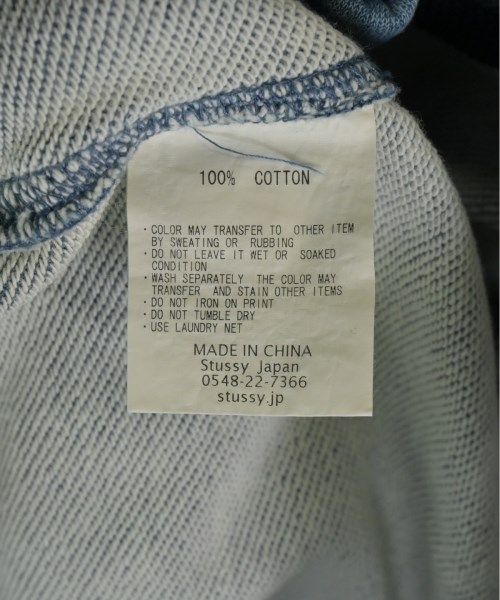 100% COTTON
・COLOR MAY TRANSFER TO OTHER ITEM
BY SWEATING OR RUBBING
・DO NOT LEAVE IT WET OR SOAKED
CONDITION
・WASH SEPARATELY THE COLOR MAY
TRANSFER AND STAIN OTHER ITEMS
・DO NOT IRON ON PRINT
・DO NOT TUMBLE DRY
・USE LAUNDRY NET
MADE IN CHINA
Stussy Japan
0548-22-7366
stussy.jp